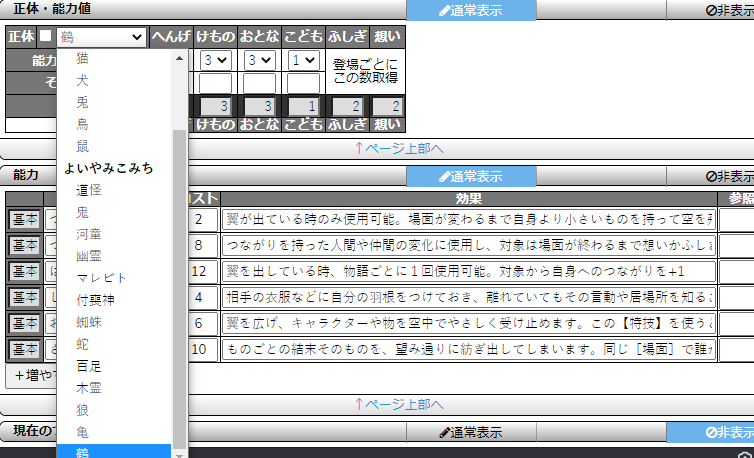 正体・能力値 通常表示 非表示
正体 鶴 へんげ けもの おとな こども ふしぎ 想い
能力 3 3 1 登場ごとに
この数取得
そ
3 3 1 2 2
けもの おとな こども ふしぎ 想い
↑ページ上部へ
能力 通常表示 非表示
コスト 効果 参照
基本 2 翼が出ている時のみ使用可能。場面が変わるまで自身より小さいものを持って空を
基本 8 つながりを持った人間や仲間の変化に使用し、対象は場面が終わるまで想いかふし
基本 12 翼を出している時、物語ごとに１回使用可能。対象から自身へのつながりを+1
基本 4 相手の衣服などに自分の羽根をつけておき、離れていてもその言動や居場所を知る
基本 6 翼を広げ、キャラクターや物を空中でやさしく受け止めます。この【特技】を使う
基本 10 ものごとの結末そのものを、望み通りに紡ぎ出してしまいます。同じ［場面］で誰
+増や
↑ページ上部へ
現在の 通常表示 非表示
猫
犬
兎
鳥
鼠
よいやみこみち
道怪
鬼
河童
幽霊
マレビト
付喪神
蜘蛛
蛇
百足
木霊
狼
亀
鶴